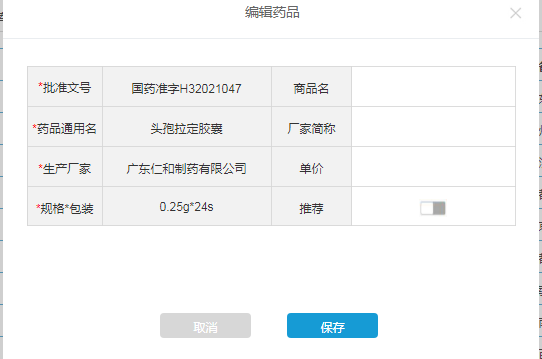 编辑药品
*批准文号 国药准字H32021047 商品名
*药品通用名 头孢拉定胶囊 厂家简称
*生产厂家 广东仁和制药有限公司 单价
*规格*包装 0.25g*24s 推荐
取消 保存